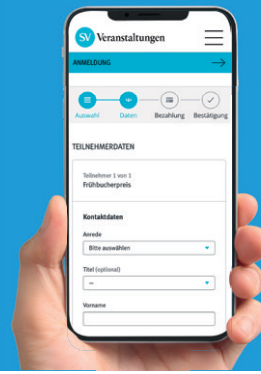 SV Veranstaltungen
ANMELDUNG
Auswahl Daten Bezahlung Bestätigung
TEILNEHMERDATEN
Teilnehmer 1 von 1
Frühbucherpreis
Kontaktdaten
Anrede
Bitte auswählen
Titel (optional)
--
Vorname